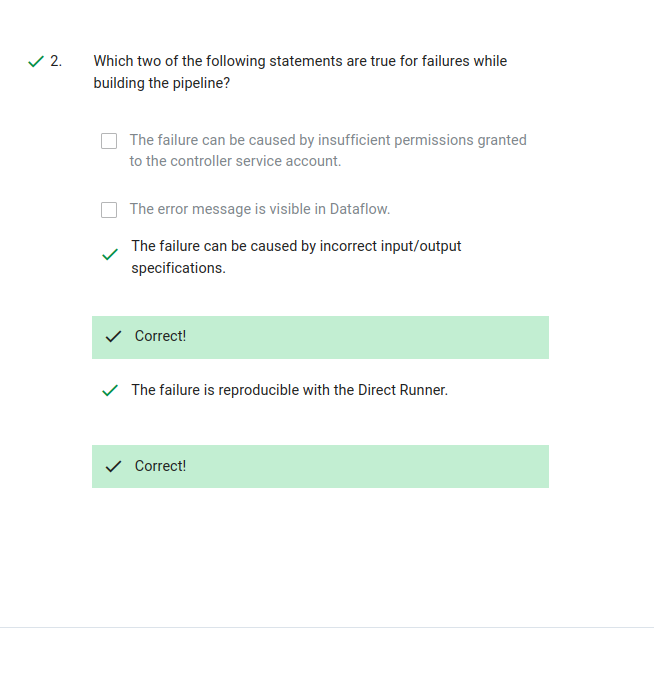 2. Which two of the following statements are true for failures while
building the pipeline?
The failure can be caused by insufficient permissions granted
to the controller service account.
The error message is visible in Dataflow.
The failure can be caused by incorrect input/output
specifications.
Correct!
The failure is reproducible with the Direct Runner.
Correct!